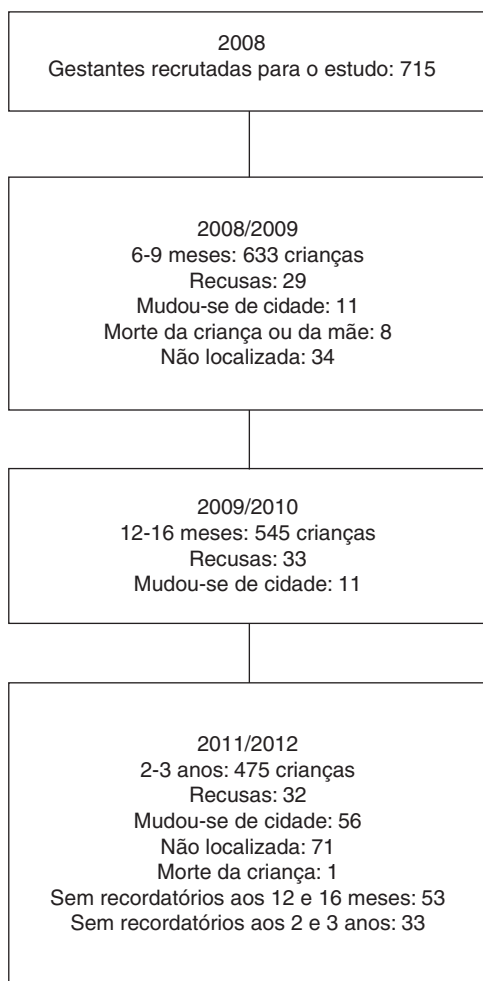 2008
Gestantes recrutadas para o estudo: 715
2008/2009
6-9 meses: 633 crianças
Recusas: 29
Mudou-se de cidade: 11
Morte da criança ou da mãe: 8
Não localizada: 34
2009/2010
12-16 meses: 545 crianças
Recusas: 33
Mudou-se de cidade: 11
2011/2012
2-3 anos: 475 crianças
Recusas: 32
Mudou-se de cidade: 56
Não localizada: 71
Morte da criança: 1
Sem recordatórios aos 12 e 16 meses: 53
Sem recordatórios aos 2 e 3 anos: 33